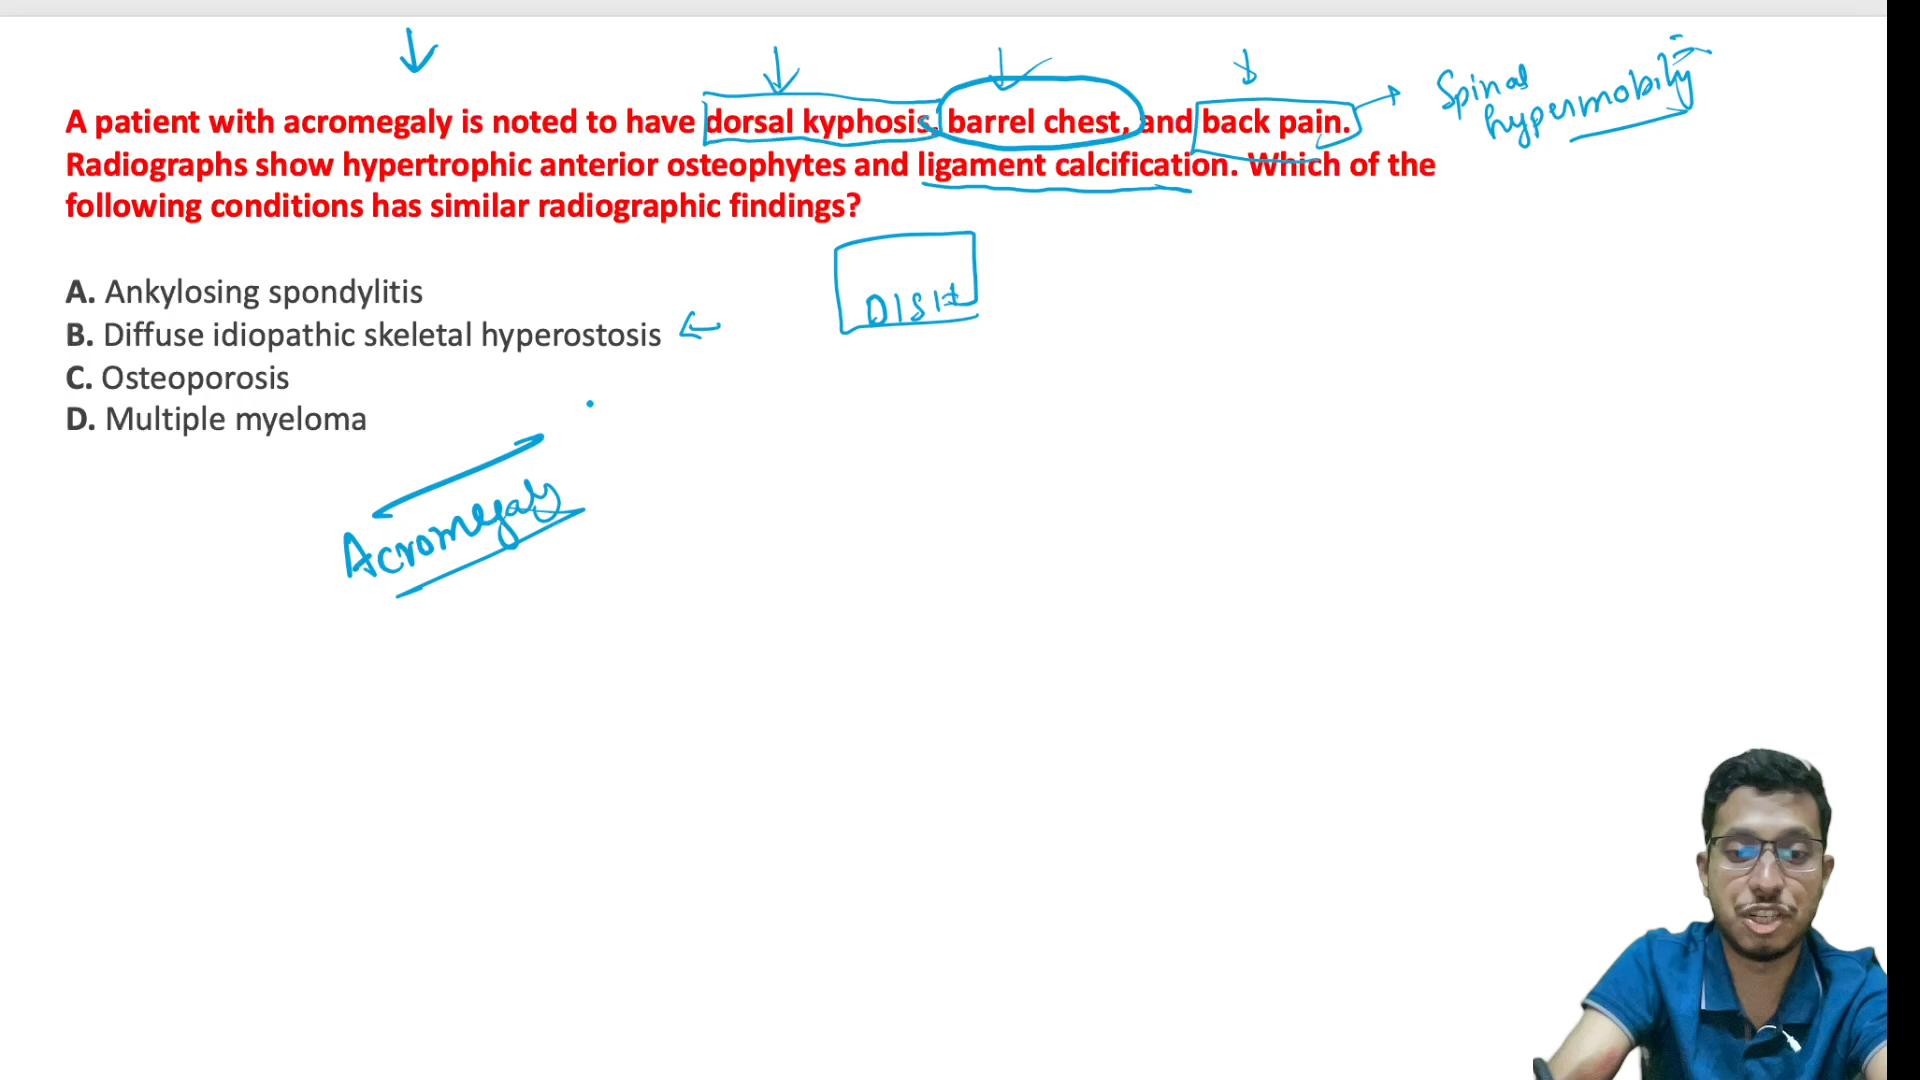 Spinal
hypermobility
A patient with acromegaly is noted to have dorsal kyphosis, barrel chest, and back pain.
Radiographs show hypertrophic anterior osteophytes and ligament calcification. Which of the
following conditions has similar radiographic findings?
DISH
A. Ankylosing spondylitis
B. Diffuse idiopathic skeletal hyperostosis
C. Osteoporosis
D. Multiple myeloma
Acromegaly